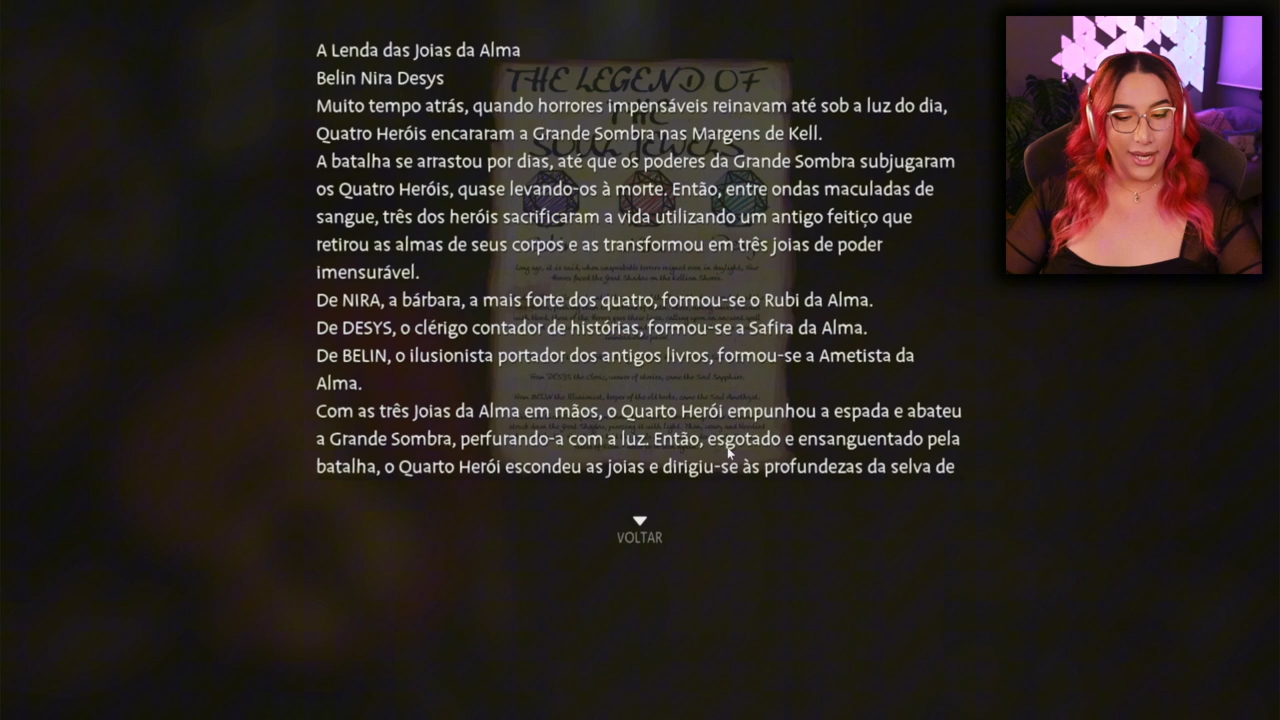 A Lenda das Joias da Alma
Belin Nira Desys
Muito tempo atrás, quando horrores impensáveis reinavam até sob a luz do dia,
Quatro Heróis encararam a Grande Sombra nas Margens de Kell.
A batalha se arrastou por dias, até que os poderes da Grande Sombra subjugaram
os Quatro Heróis, quase levando-os à morte. Então, entre ondas maculadas de
sangue, três dos heróis sacrificaram a vida utilizando um antigo feitiço que
retirou as almas de seus corpos e as transformou em três joias de poder
imensurável.
De NIRA, a bárbara, a mais forte dos quatro, formou-se o Rubi da Alma.
De DESYS, o clérigo contador de histórias, formou-se a Safira da Alma.
De BELIN, o ilusionista portador dos antigos livros, formou-se a Ametista da
Alma.
Com as três Joias da Alma em mãos, o Quarto Herói empunhou a espada e abateu
a Grande Sombra, perfurando-a com a luz. Então, esgotado e ensanguentado pela
batalha, o Quarto Herói escondeu as joias e dirigiu-se às profundezas da selva de
VOLTAR
THE LEGEND OF
THE
SOUL JEWELS